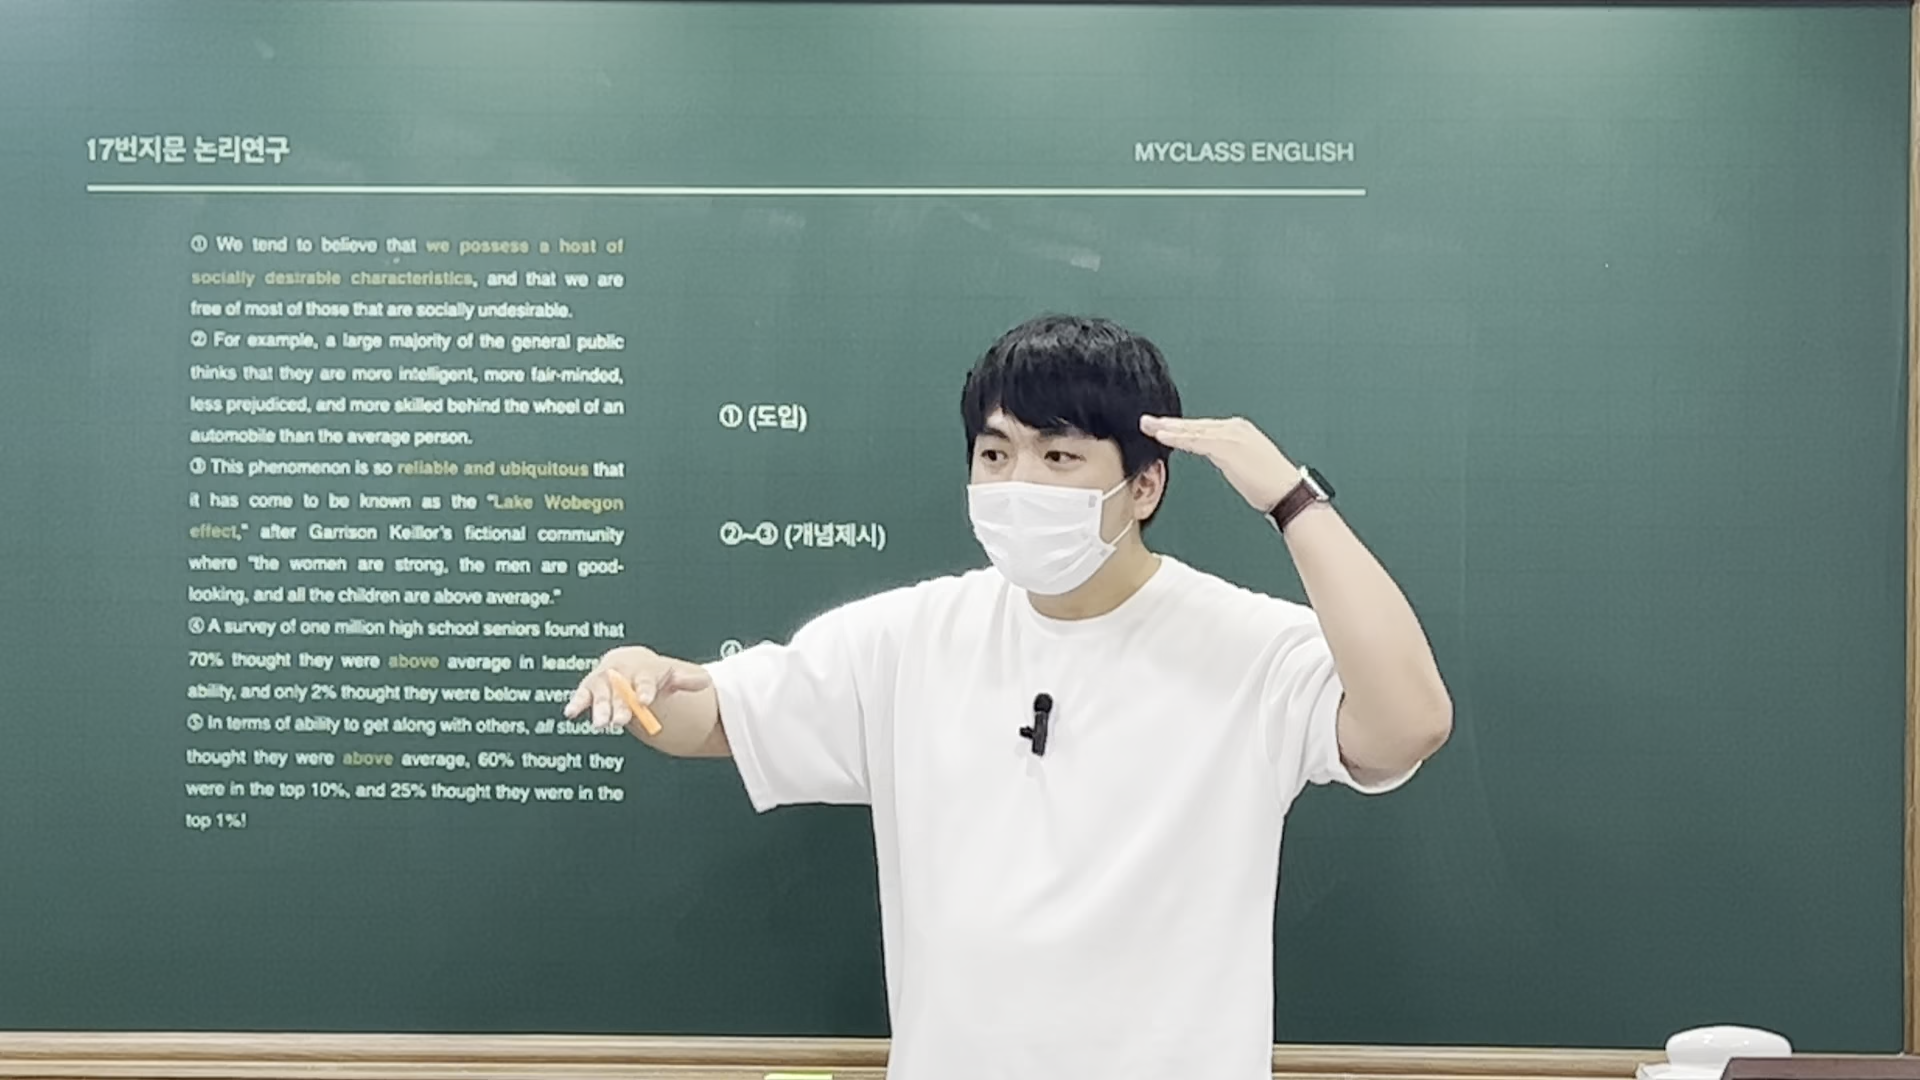 17번지문 논리연구
MYCLASS ENGLISH
① We tend to believe that we possess a host of
socially desirable characteristics, and that we are
free of most of those that are socially undesirable.
② For example, a large majority of the general public
thinks that they are more intelligent, more fair-minded,
less prejudiced, and more skilled behind the wheel of an
automobile than the average person.
③ This phenomenon is so reliable and ubiquitous that
it has come to be known as the "Lake Wobegon
effect," after Garrison Keillor's fictional community
where "the women are strong, the men are good-
looking, and all the children are above average."
④ A survey of one million high school seniors found that
70% thought they were above average in
ability, and only 2% thought they were below
⑤ In terms of ability to get along with others, all students
thought they were above average, 60% thought they
were in the top 10%, and 25% thought they were in the
top 1%!
① (도입)
②~③ (개념제시)
④